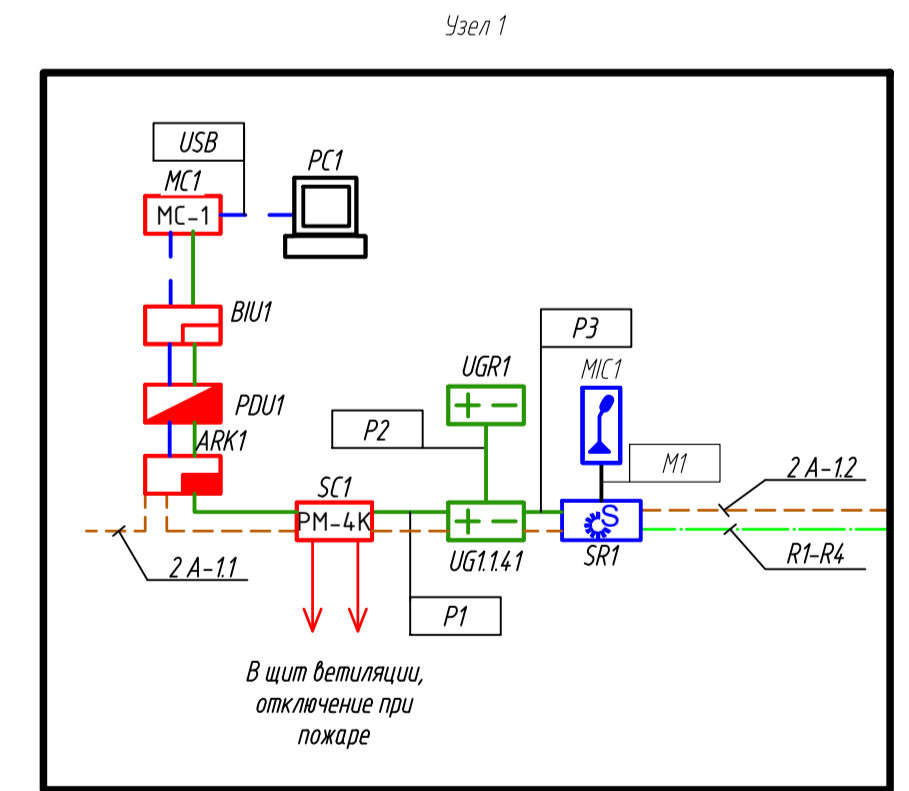 Узел 1
USB
PC1
MC1
MC-1
BIU1
P3
UGR1
MIC1
PDU1
P2
ARK1
M1
2 A-1.2
SC1
PM-4K
S
2 A-1.1
UG1.1.41
SR1
R1-R4
P1
В щит ветиляции,
отключение при
пожаре